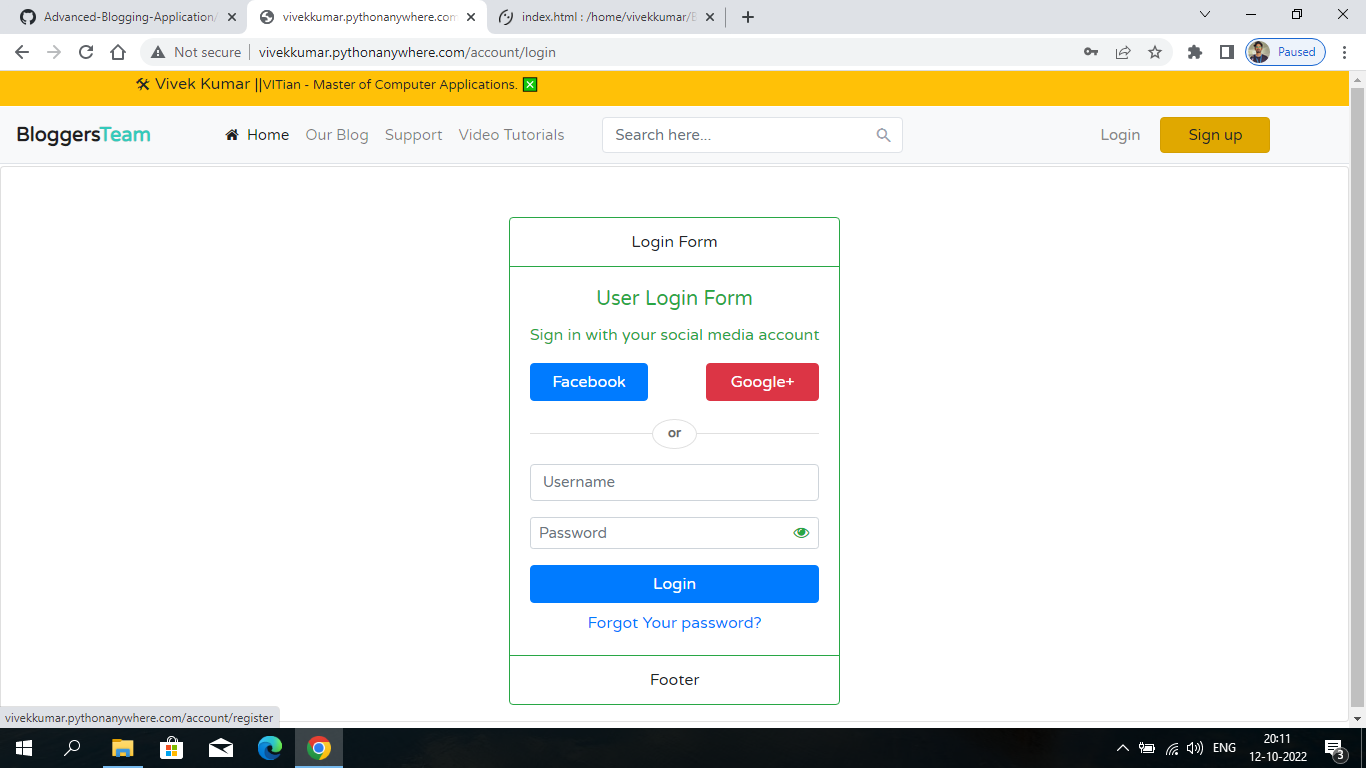 Advanced-Blogging-Application/
vivekkumar.pythonanywhere.com
index.html : /home/vivekkumar/B
Not secure
vivekkumar.pythonanywhere.com/account/login
Paused
🛠 Vivek Kumar ||VITian - Master of Computer Applications. ❎
BloggersTeam
Home
Our Blog
Support
Video Tutorials
Search here...
Login
Sign up
Login Form
User Login Form
Sign in with your social media account
Facebook
Google+
or
Username
Password
Login
Forgot Your password?
Footer
vivekkumar.pythonanywhere.com/account/register
ENG
20:11
12-10-2022
3